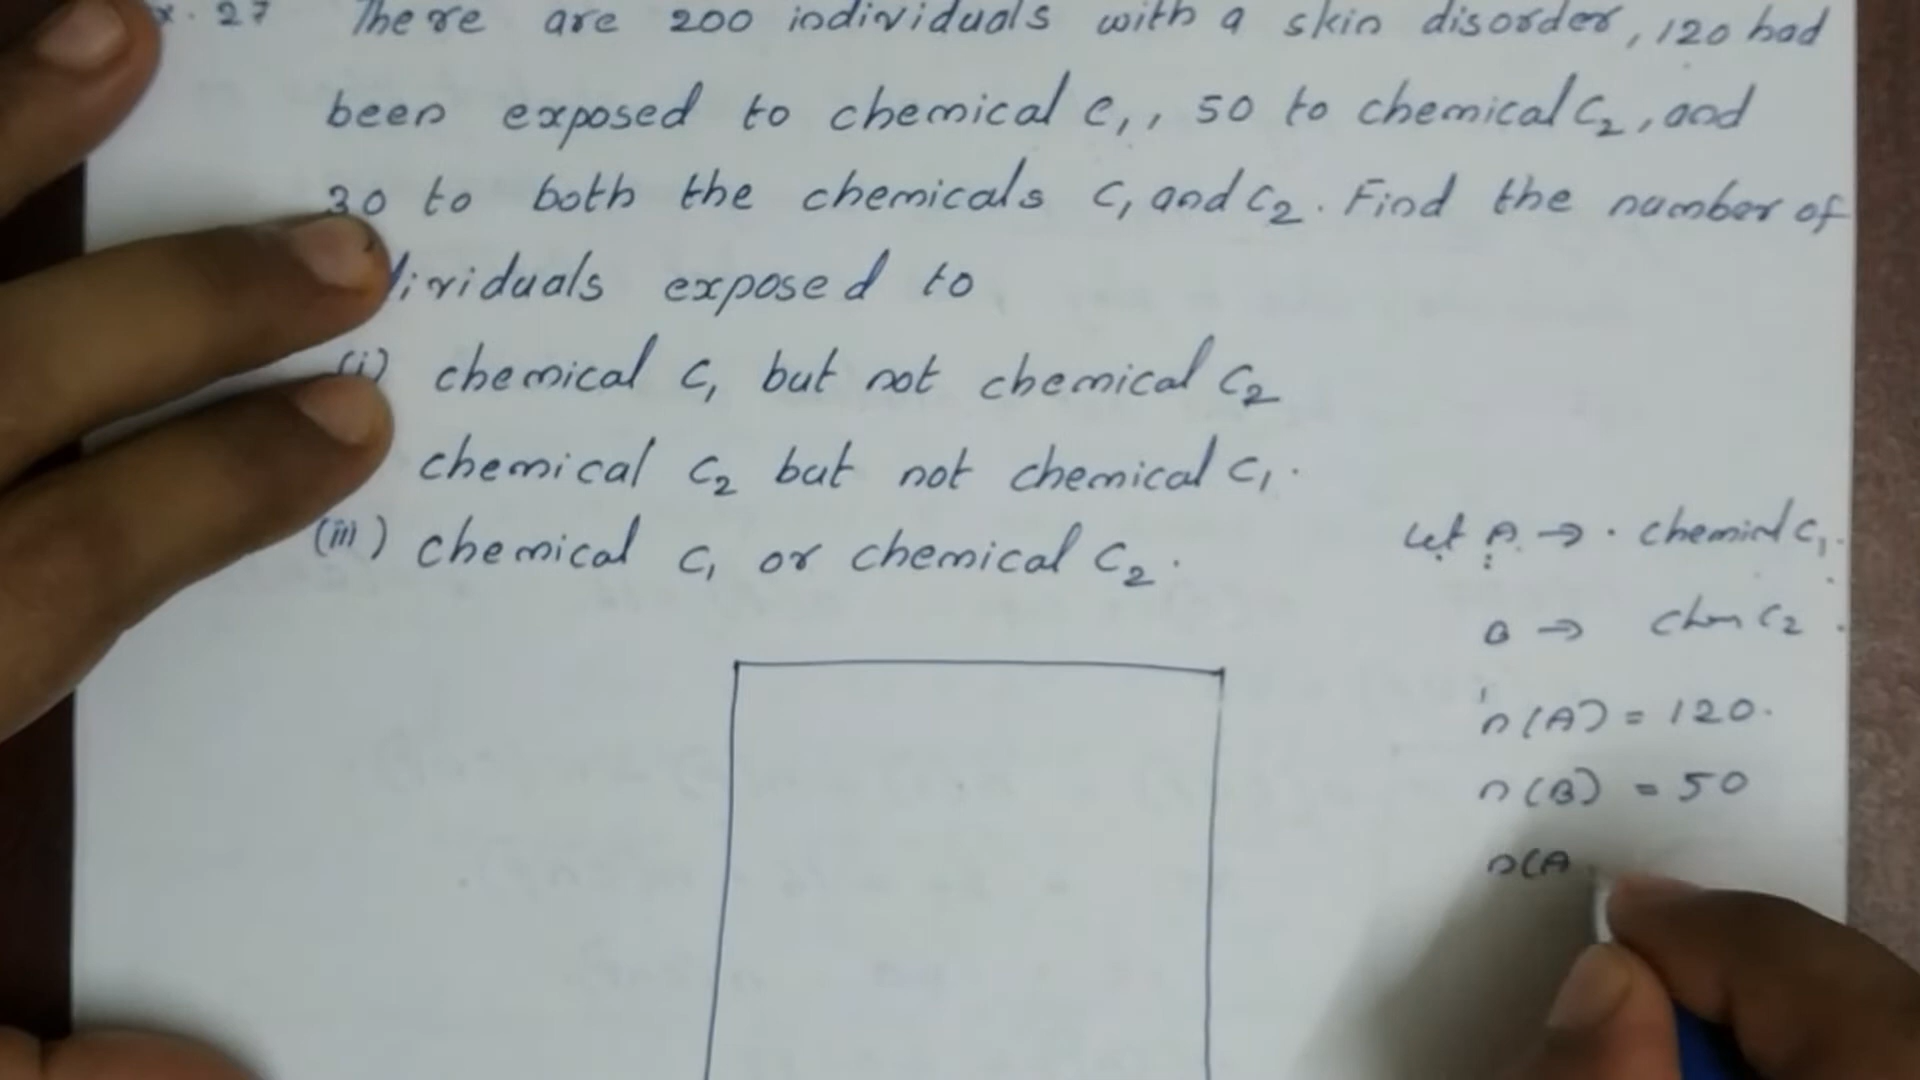 . 27 There are 200 individuals with a skin disorder, 120 had
been exposed to chemical C1, 50 to chemical C2, and
30 to both the chemicals C1 and C2. Find the number of
dividuals exposed to
(i) chemical C1 but not chemical C2
chemical C2 but not chemical C1.
(iii) chemical C1 or chemical C2.
Let A → chemical C1.
B → chem C2.
n(A) = 120.
n(B) = 50
n(A